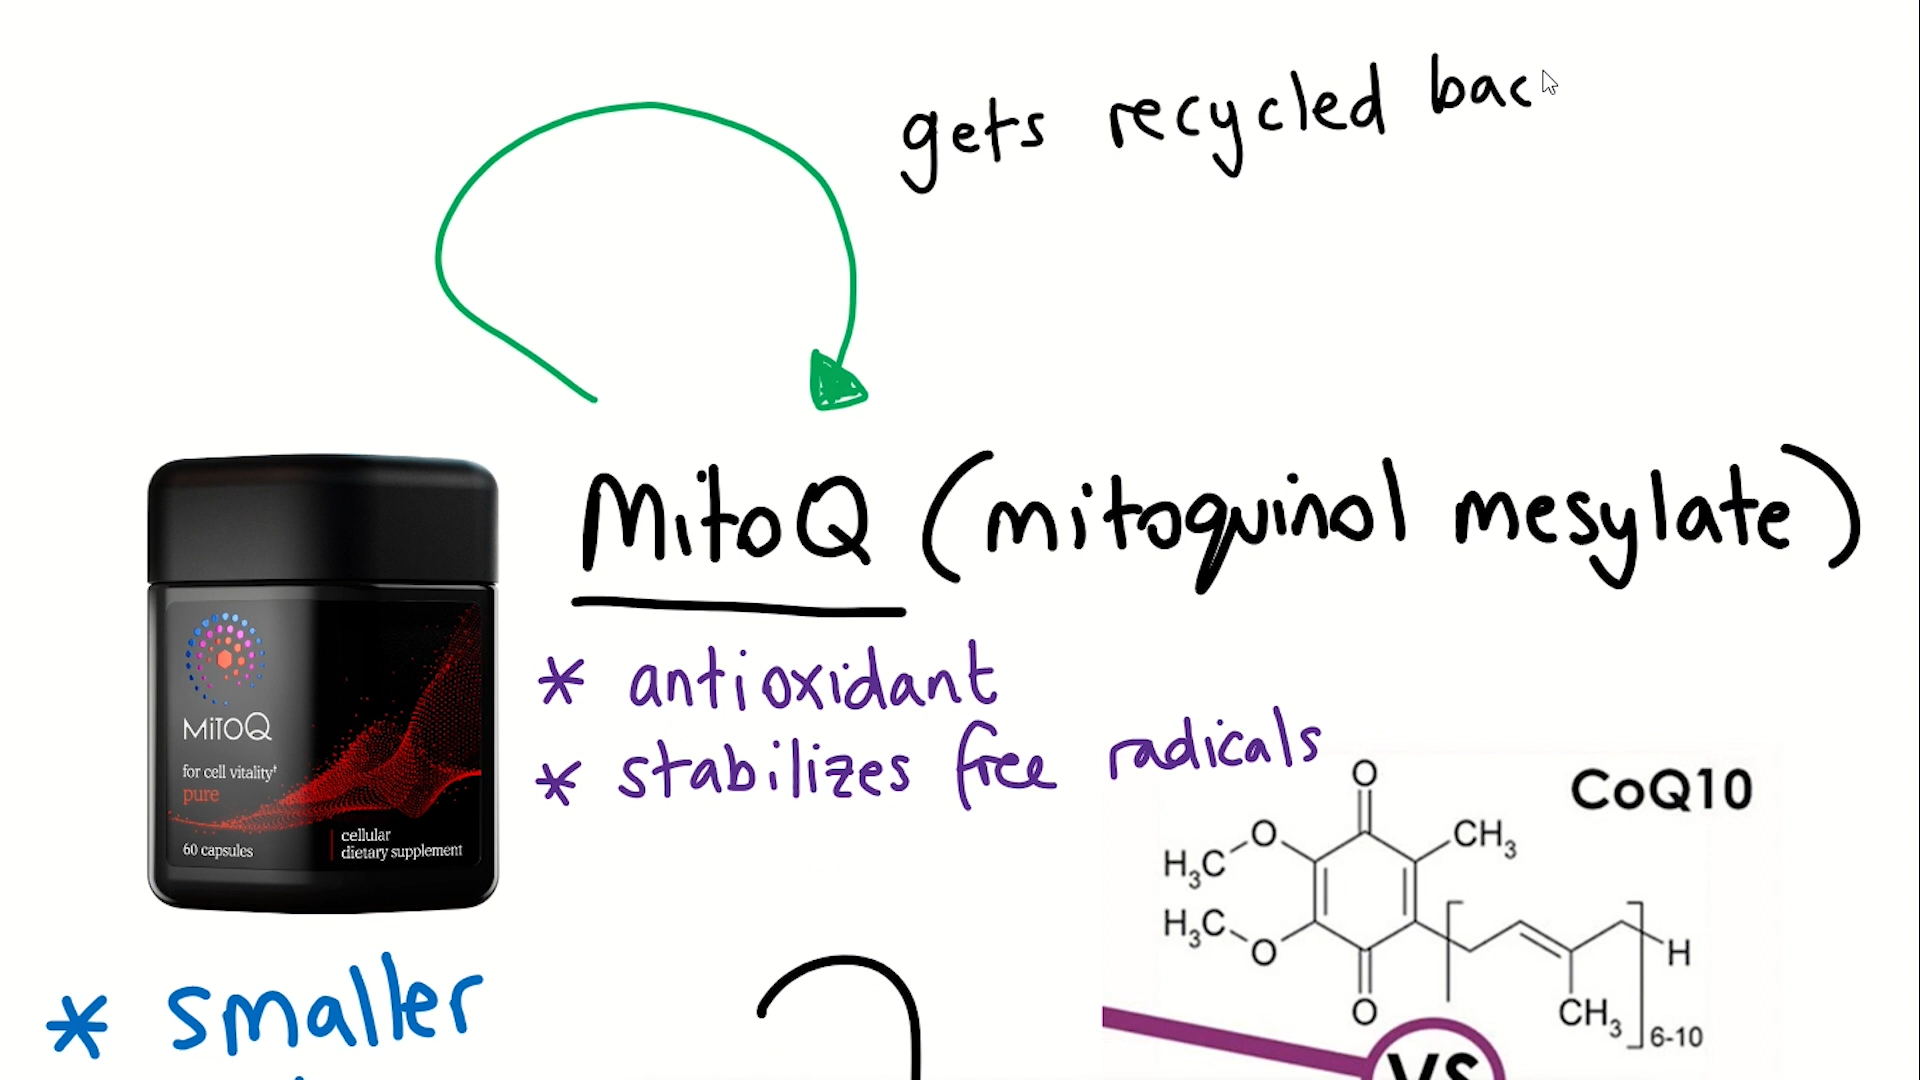 gets recycled bac
MitoQ (mitoquinol mesylate)
* antioxidant
* stabilizes free radicals
MITOQ
for cell vitality†
pure
60 capsules
cellular
dietary supplement
CoQ10
O
O
CH3
H3C
H3C
O
H
O
CH3
6-10
* smaller
VS